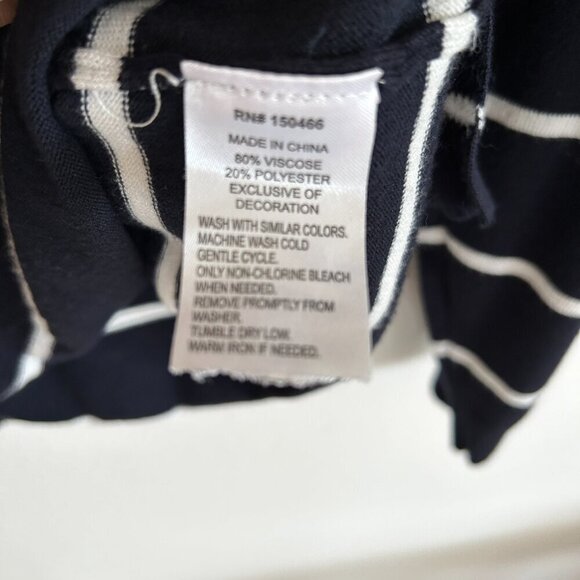 RN# 150466
MADE IN CHINA
80% VISCOSE
20% POLYESTER
EXCLUSIVE OF
DECORATION
WASH WITH SIMILAR COLORS.
MACHINE WASH COLD
GENTLE CYCLE.
ONLY NON-CHLORINE BLEACH
WHEN NEEDED.
REMOVE PROMPTLY FROM
WASHER.
TUMBLE DRY LOW.
WARM IRON IF NEEDED.